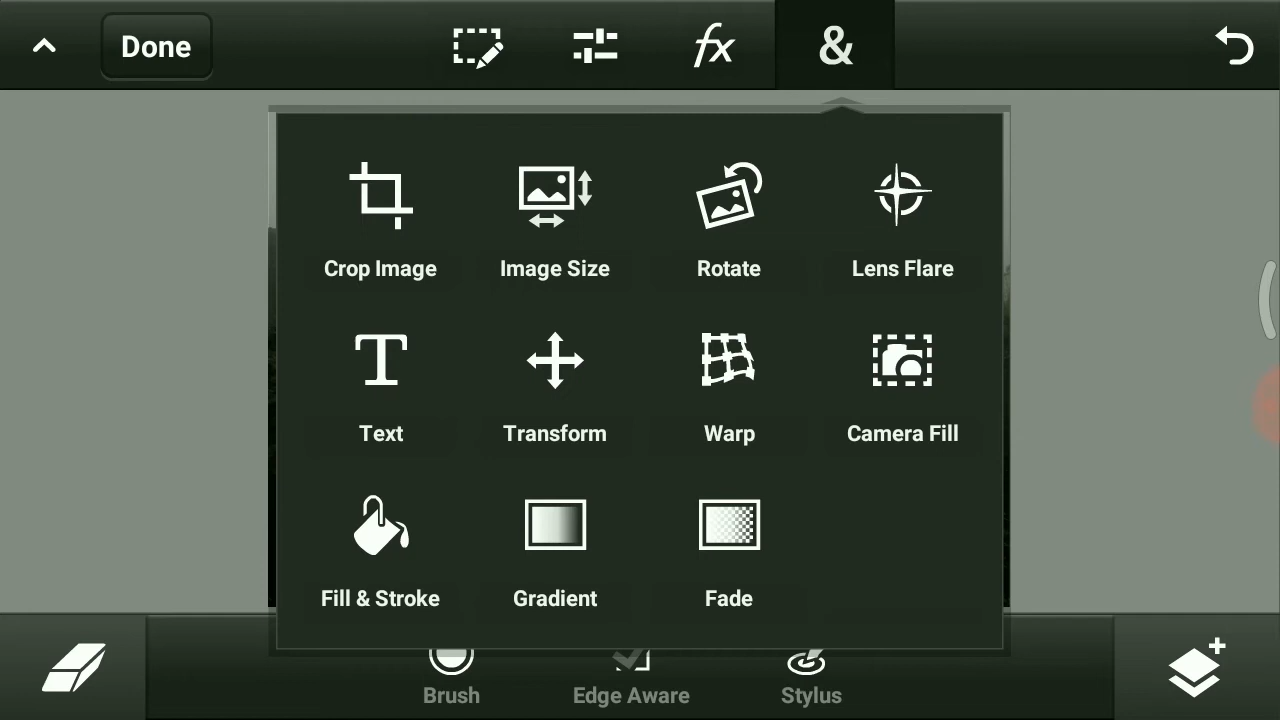 Done
fx
&
Crop Image
Image Size
Rotate
Lens Flare
Text
Transform
Warp
Camera Fill
Fill & Stroke
Gradient
Fade
Brush
Edge Aware
Stylus